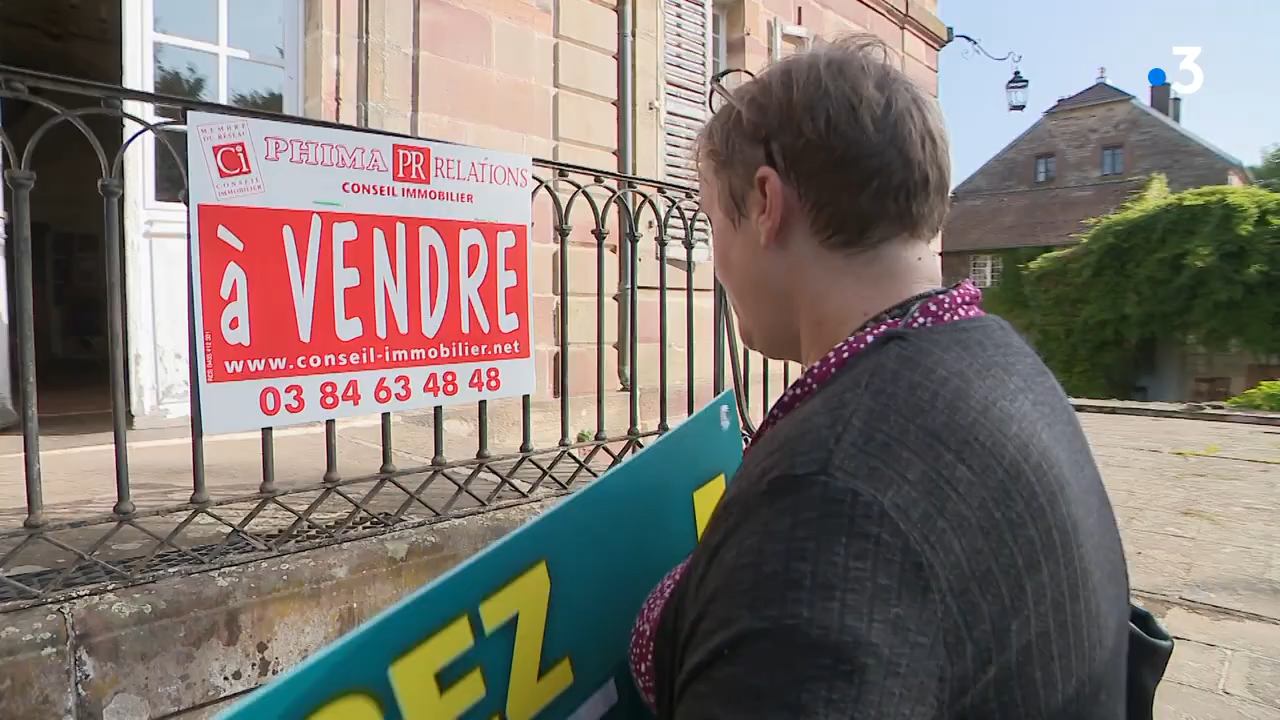 MEMBRE
DU RÉSEAU
Ci
CONSEIL
IMMOBILIER
PHIMA PR RELATIONS
CONSEIL IMMOBILIER
à VENDRE
www.conseil-immobilier.net
03 84 63 48 48
EZ
3